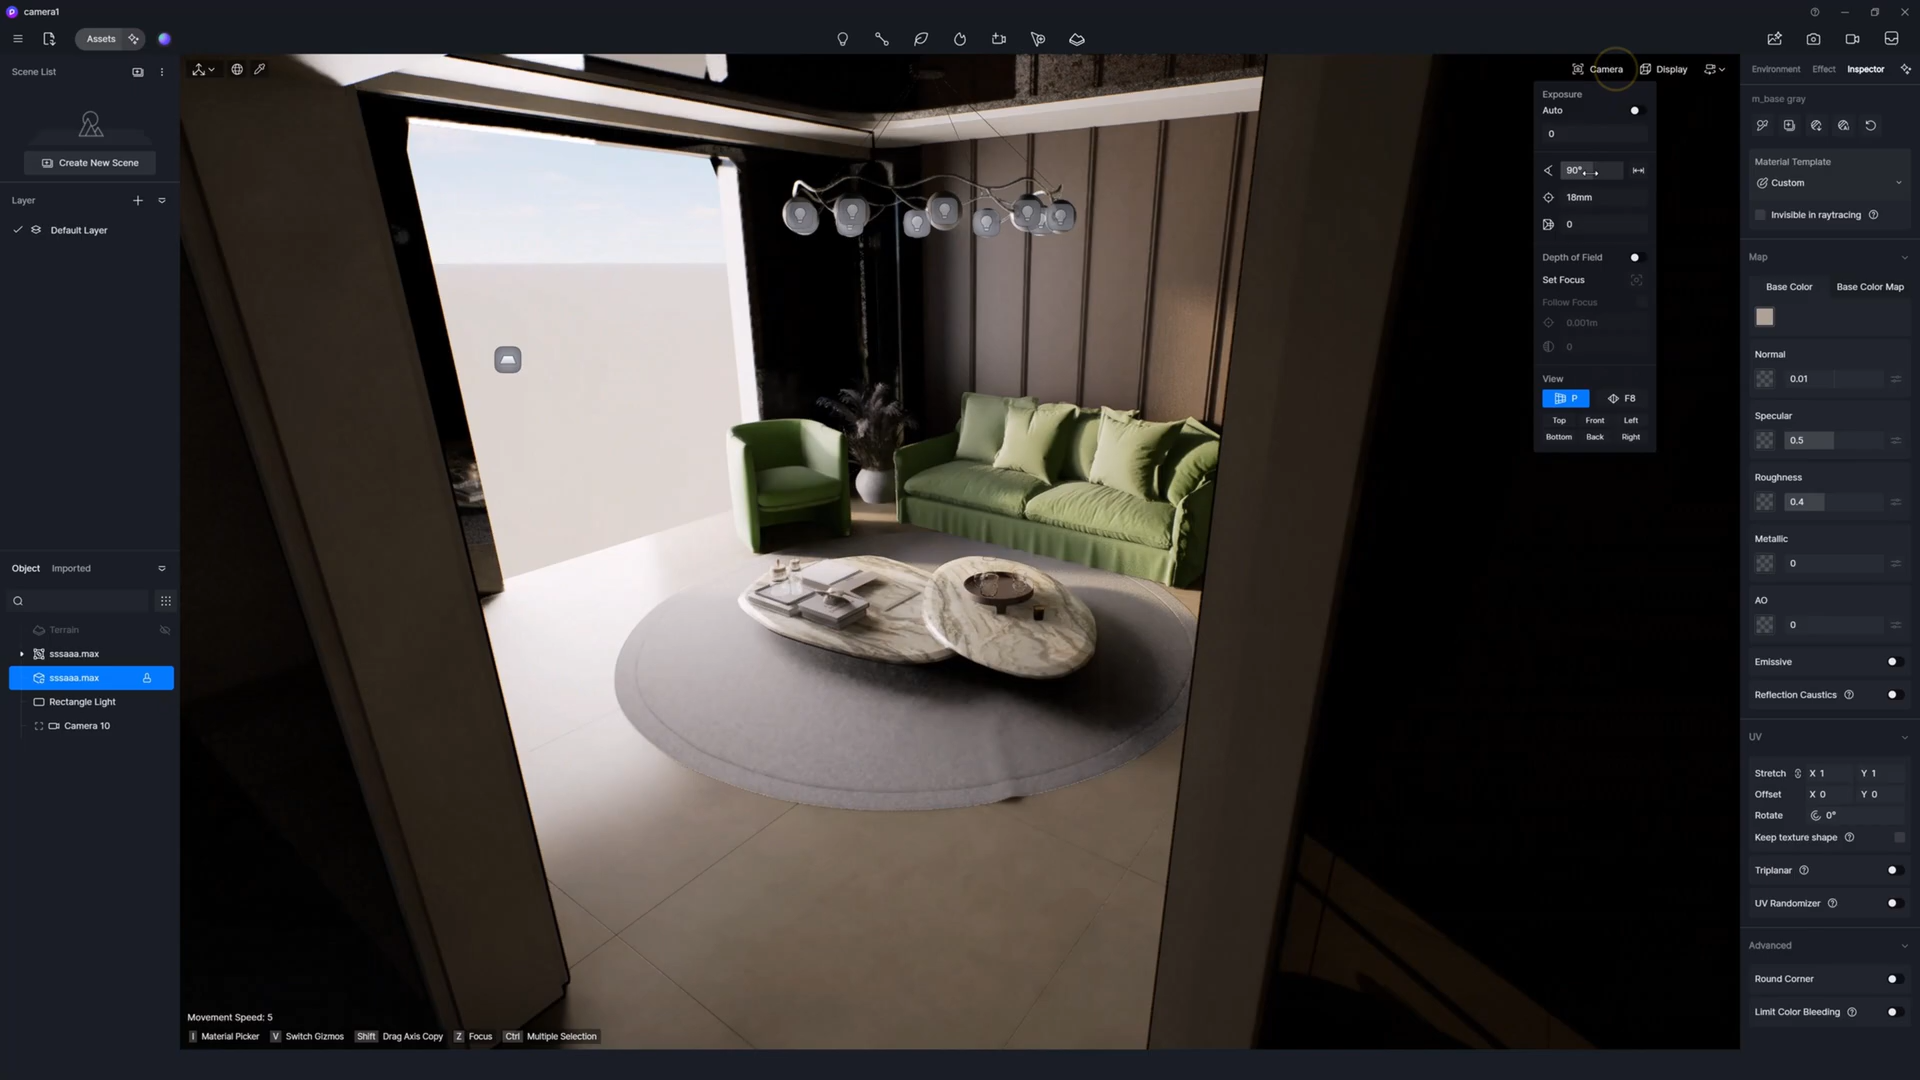 camera1
Assets
Scene List
Create New Scene
Layer
Default Layer
Object Imported
Terrain
sssaaa.max
sssaaa.max
Rectangle Light
Camera 10
Camera
Display
Exposure
Auto
0
90°
18mm
0
Depth of Field
Set Focus
Follow Focus
0.001m
0
View
P F8
Top Front Left
Bottom Back Right
Movement Speed: 5
I Material Picker V Switch Gizmos Shift Drag Axis Copy Z Focus Ctrl Multiple Selection
Environment Effect Inspector
m_base gray
Material Template
Custom
Invisible in raytracing
Map
Base Color Base Color Map
Normal
0.01
Specular
0.5
Roughness
0.4
Metallic
0
AO
0
Emissive
Reflection Caustics
UV
Stretch X 1 Y 1
Offset X 0 Y 0
Rotate 0°
Keep texture shape
Triplanar
UV Randomizer
Advanced
Round Corner
Limit Color Bleeding